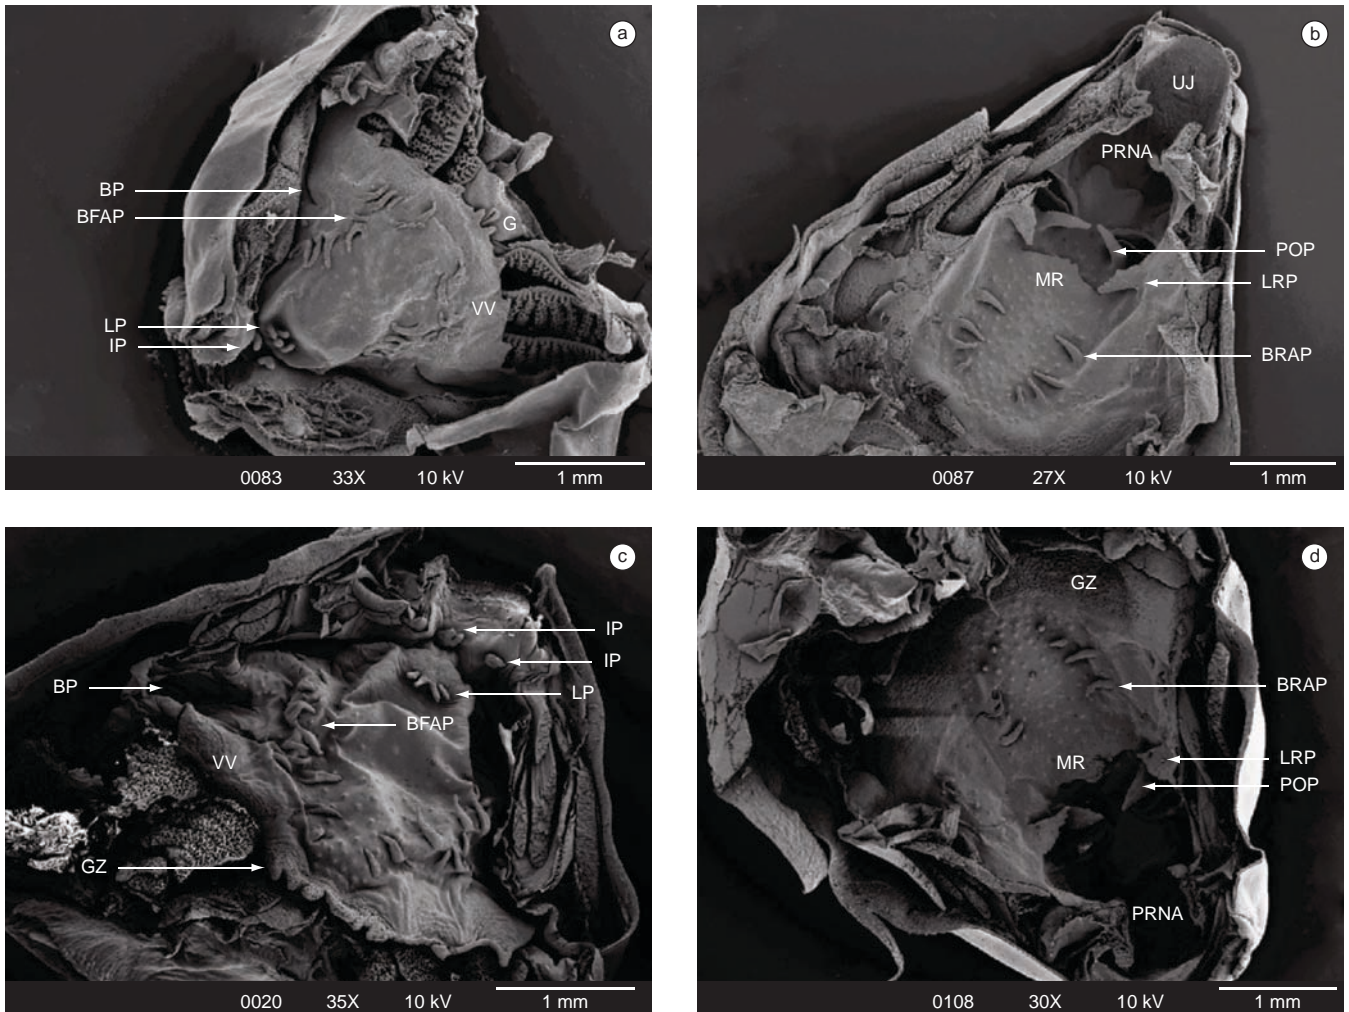 a
BP
BFAP
G
VV
LP
IP
0083 33X 10 kV 1 mm
b
UJ
PRNA
POP
MR
LRP
BRAP
0087 27X 10 kV 1 mm
c
IP
IP
BP
LP
BFAP
VV
GZ
0020 35X 10 kV 1 mm
d
GZ
BRAP
LRP
MR
POP
PRNA
0108 30X 10 kV 1 mm